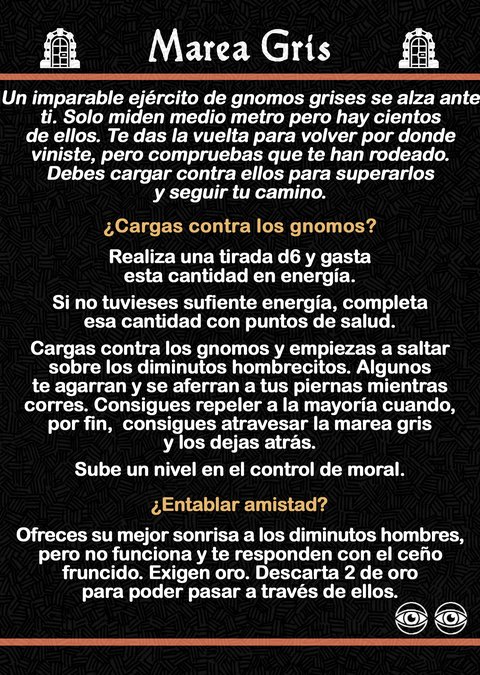 Marea Gris
Un imparable ejército de gnomos grises se alza ante
ti. Solo miden medio metro pero hay cientos
de ellos. Te das la vuelta para volver por donde
viniste, pero compruebas que te han rodeado.
Debes cargar contra ellos para superarlos
y seguir tu camino.
¿Cargas contra los gnomos?
Realiza una tirada d6 y gasta
esta cantidad en energía.
Si no tuvieses sufiente energía, completa
esa cantidad con puntos de salud.
Cargas contra los gnomos y empiezas a saltar
sobre los diminutos hombrecitos. Algunos
te agarran y se aferran a tus piernas mientras
corres. Consigues repeler a la mayoría cuando,
por fin, consigues atravesar la marea gris
y los dejas atrás.
Sube un nivel en el control de moral.
¿Entablar amistad?
Ofreces su mejor sonrisa a los diminutos hombres,
pero no funciona y te responden con el ceño
fruncido. Exigen oro. Descarta 2 de oro
para poder pasar a través de ellos.